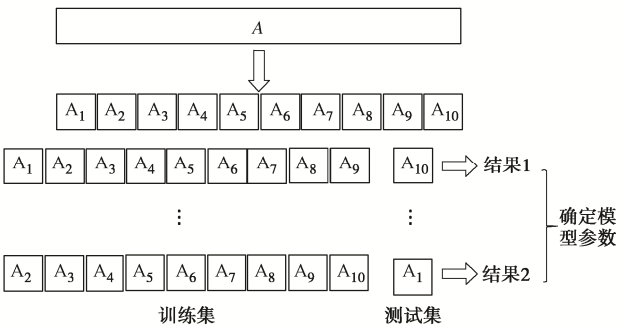 A
A₁ A₂ A₃ A₄ A₅ A₆ A₇ A₈ A₉ A₁₀
A₁ A₂ A₃ A₄ A₅ A₆ A₇ A₈ A₉ A₁₀ 结果1
⋮ ⋮
确定模
型参数
A₂ A₃ A₄ A₅ A₆ A₇ A₈ A₉ A₁₀ A₁ 结果2
训练集 测试集